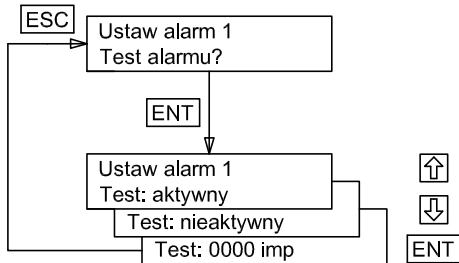 ESC
Ustaw alarm 1
Test alarmu?
ENT
Ustaw alarm 1
Test: aktywny
Test: nieaktywny
Test: 0000 imp
ENT